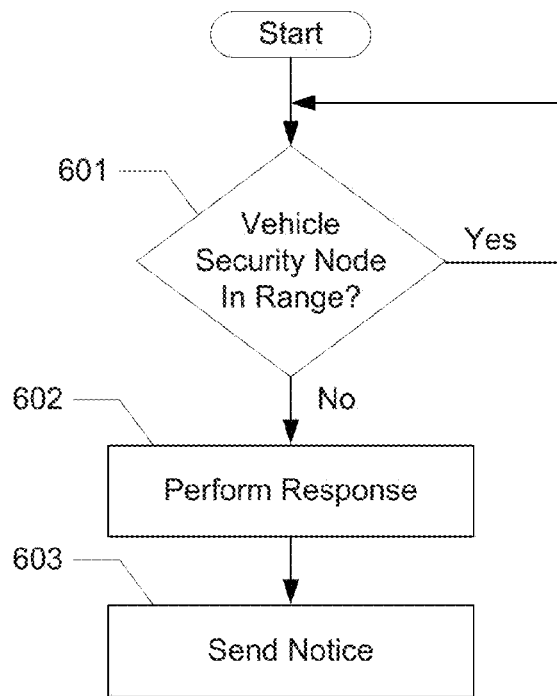 Start
601
Vehicle
Security Node
In Range?
Yes
No
602
Perform Response
603
Send Notice